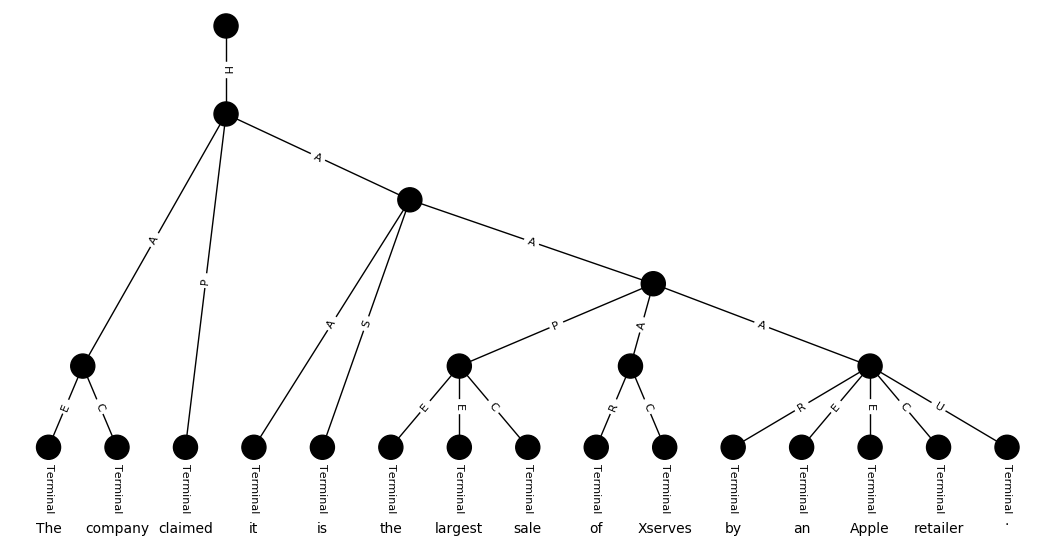 H
A
A
P
A
A
S
P
A
A
E
C
E
E
C
R
C
R
E
E
C
U
Terminal Terminal Terminal Terminal Terminal Terminal Terminal Terminal Terminal Terminal Terminal Terminal Terminal Terminal Terminal
The company claimed it is the largest sale of Xserves by an Apple retailer .